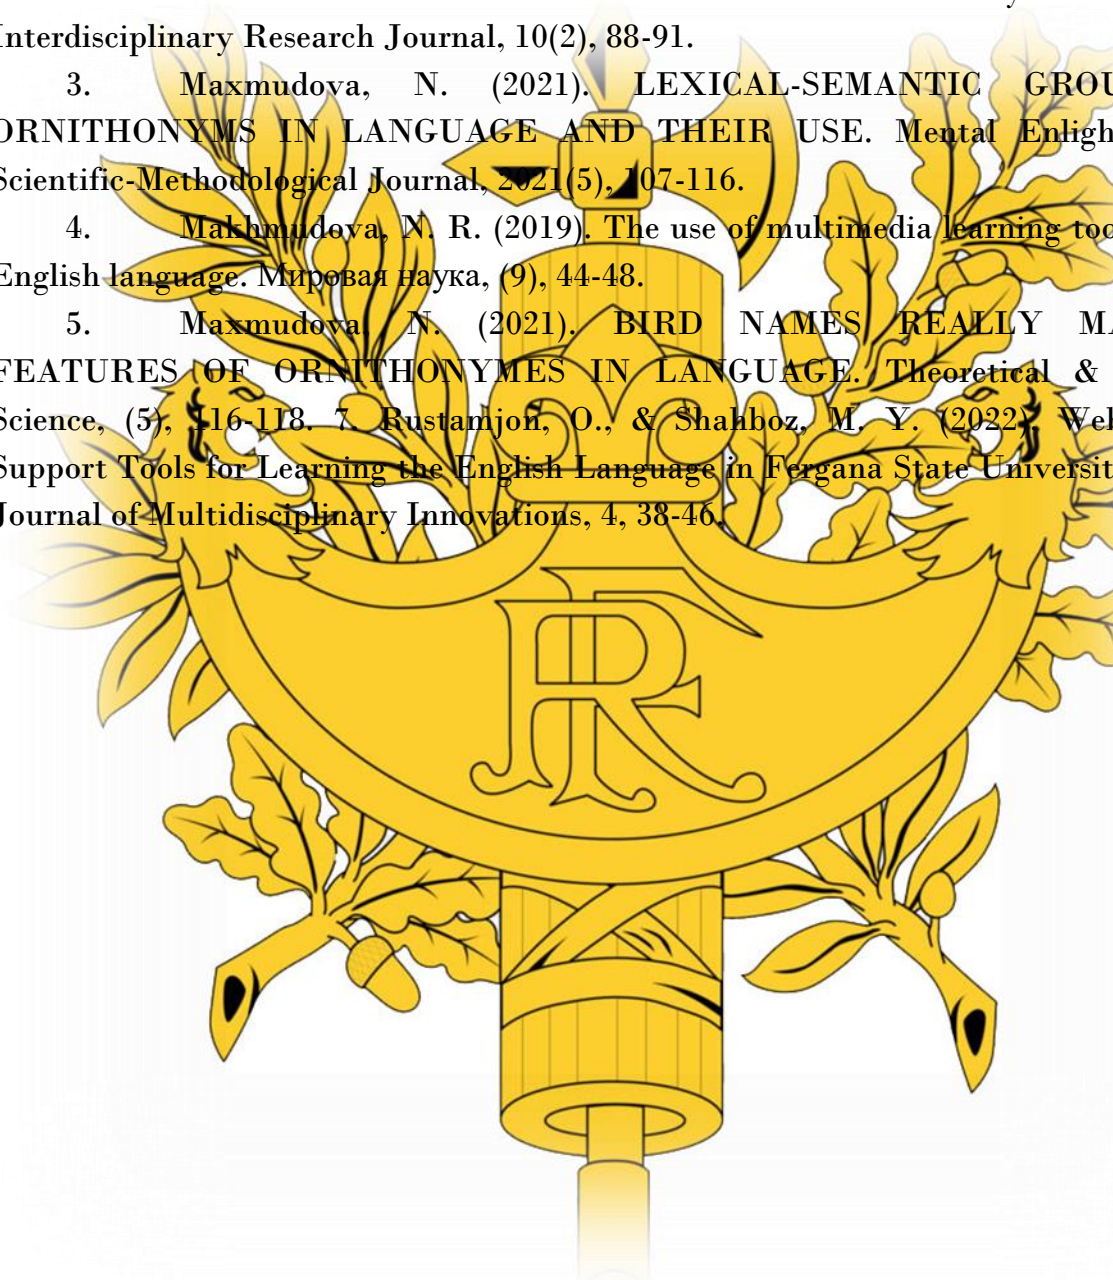 Interdisciplinary Research Journal, 10(2), 88-91.
3. Maxmudova, N. (2021). LEXICAL-SEMANTIC
ORNITHONYMS IN LANGUAGE AND THEIR USE. Mental
Scientific-Methodological Journal, 2021(5), 107-116.
4. Makhmudova, N. R. (2019). The use of multimedia learning
English language. Мировая наука, (9), 44-48.
5. Maxmudova, N. (2021). BIRD NAMES REALLY
FEATURES OF ORNITHONYMES IN LANGUAGE. Theoretical &
Science, (5), 116-118. 7. Rustamjon, O., & Shahboz, M. Y. (2022).
Support Tools for Learning the English Language in Fergana State
Journal of Multidisciplinary Innovations, 4, 38-46.
RF